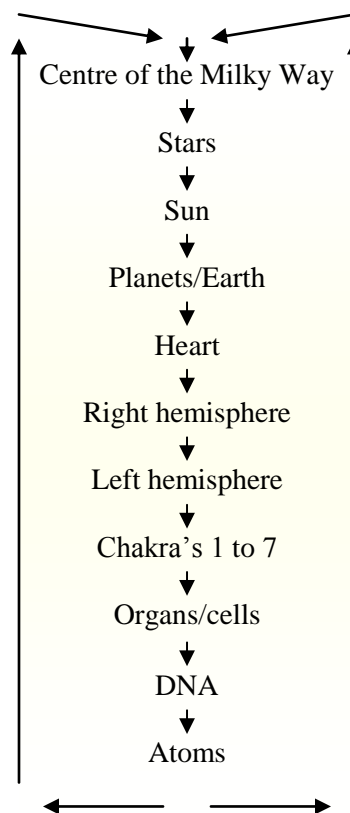 Centre of the Milky Way
Stars
Sun
Planets/Earth
Heart
Right hemisphere
Left hemisphere
Chakra’s 1 to 7
Organs/cells
DNA
Atoms